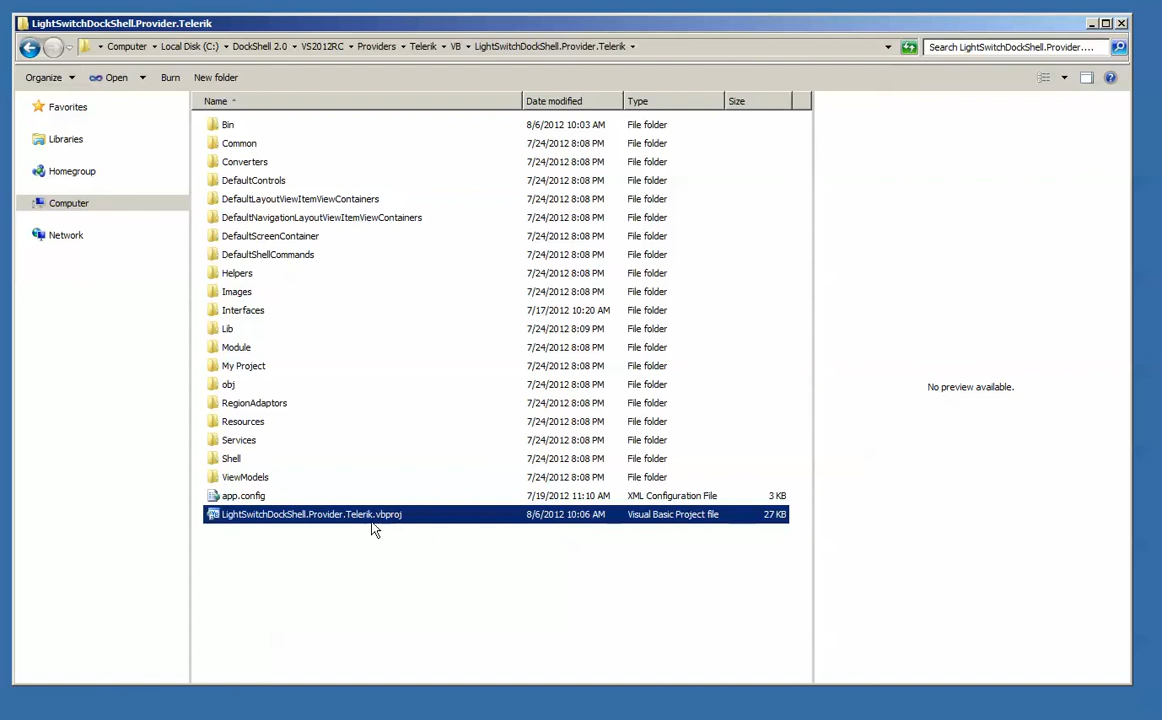 LightSwitchDockShell.Provider.Telerik
Computer Local Disk (C:) DockShell 2.0 VS2012RC Providers Telerik VB LightSwitchDockShell.Provider.Telerik Search LightSwitchDockShell.Provider....
Organize Open Burn New folder
Favorites
Libraries
Homegroup
Computer
Network
Name Date modified Type Size
Bin 8/6/2012 10:03 AM File folder
Common 7/24/2012 8:08 PM File folder
Converters 7/24/2012 8:08 PM File folder
DefaultControls 7/24/2012 8:08 PM File folder
DefaultLayoutViewItemViewContainers 7/24/2012 8:08 PM File folder
DefaultNavigationLayoutViewItemViewContainers 7/24/2012 8:08 PM File folder
DefaultScreenContainer 7/24/2012 8:08 PM File folder
DefaultShellCommands 7/24/2012 8:08 PM File folder
Helpers 7/24/2012 8:08 PM File folder
Images 7/24/2012 8:08 PM File folder
Interfaces 7/17/2012 10:20 AM File folder
Lib 7/24/2012 8:09 PM File folder
Module 7/24/2012 8:08 PM File folder
My Project 7/24/2012 8:08 PM File folder
obj 7/24/2012 8:08 PM File folder
RegionAdaptors 7/24/2012 8:08 PM File folder
Resources 7/24/2012 8:08 PM File folder
Services 7/24/2012 8:08 PM File folder
Shell 7/24/2012 8:08 PM File folder
ViewModels 7/24/2012 8:08 PM File folder
app.config 7/19/2012 11:10 AM XML Configuration File 3 KB
LightSwitchDockShell.Provider.Telerik.vbproj 8/6/2012 10:06 AM Visual Basic Project file 27 KB
No preview available.